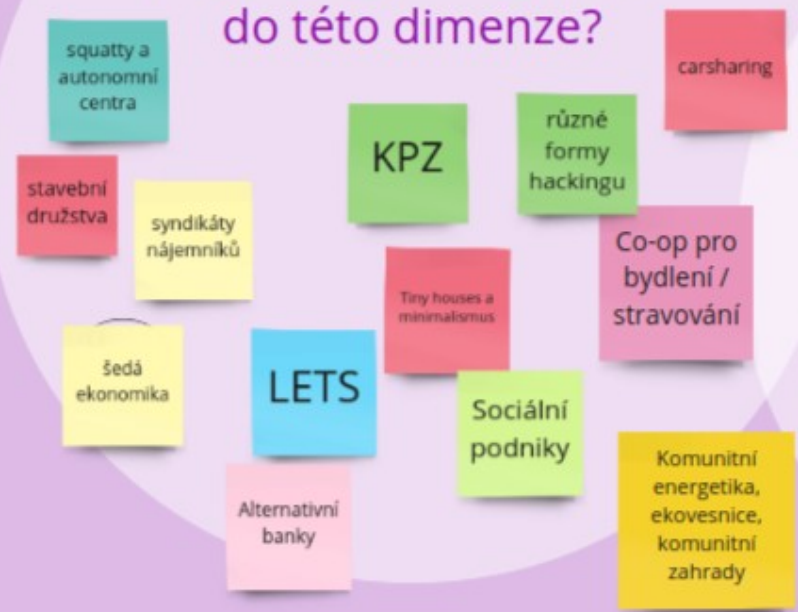 do této dimenze?
squatty a
autonomní
centra
carsharing
KPZ
různé
formy
hackingu
stavební
družstva
syndikáty
nájemníků
Co-op pro
bydlení /
stravování
Tiny houses a
minimalismus
šedá
ekonomika
LETS
Sociální
podniky
Alternativní
banky
Komunitní
energetika,
ekovesnice,
komunitní
zahrady